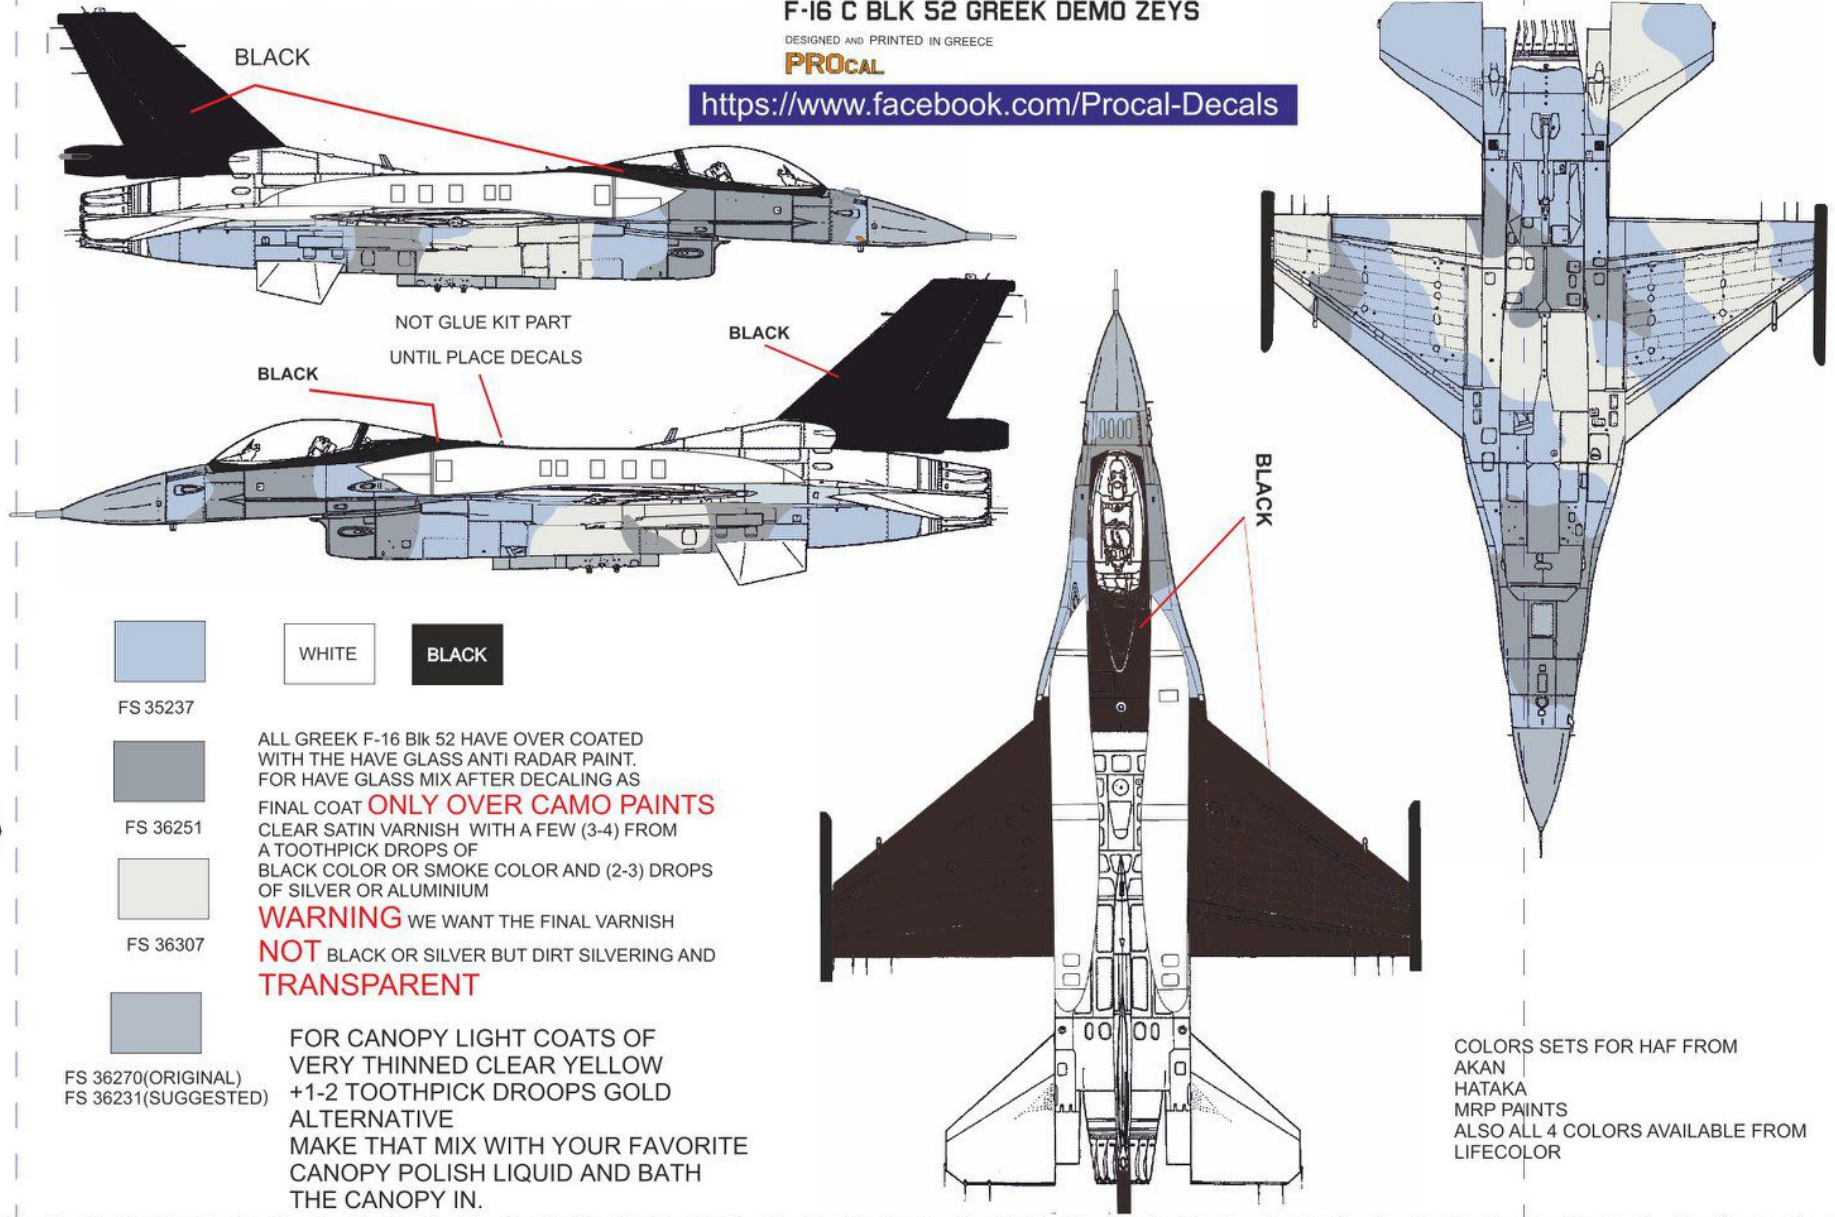 F-16 C BLK 52 GREEK DEMO ZEYS
DESIGNED AND PRINTED IN GREECE
PROCAL
https://www.facebook.com/Procal-Decals
BLACK
NOT GLUE KIT PART
UNTIL PLACE DECALS
BLACK
BLACK
BLACK
FS 35237
WHITE
BLACK
FS 36251
FS 36307
FS 36270(ORIGINAL)
FS 36231(SUGGESTED)
ALL GREEK F-16 Blk 52 HAVE OVER COATED
WITH THE HAVE GLASS ANTI RADAR PAINT.
FOR HAVE GLASS MIX AFTER DECALING AS
FINAL COAT ONLY OVER CAMO PAINTS
CLEAR SATIN VARNISH WITH A FEW (3-4) FROM
A TOOTHPICK DROPS OF
BLACK COLOR OR SMOKE COLOR AND (2-3) DROPS
OF SILVER OR ALUMINIUM
WARNING WE WANT THE FINAL VARNISH
NOT BLACK OR SILVER BUT DIRT SILVERING AND
TRANSPARENT
FOR CANOPY LIGHT COATS OF
VERY THINNED CLEAR YELLOW
+1-2 TOOTHPICK DROOPS GOLD
ALTERNATIVE
MAKE THAT MIX WITH YOUR FAVORITE
CANOPY POLISH LIQUID AND BATH
THE CANOPY IN.
COLORS SETS FOR HAF FROM
AKAN
HATAKA
MRP PAINTS
ALSO ALL 4 COLORS AVAILABLE FROM
LIFECOLOR